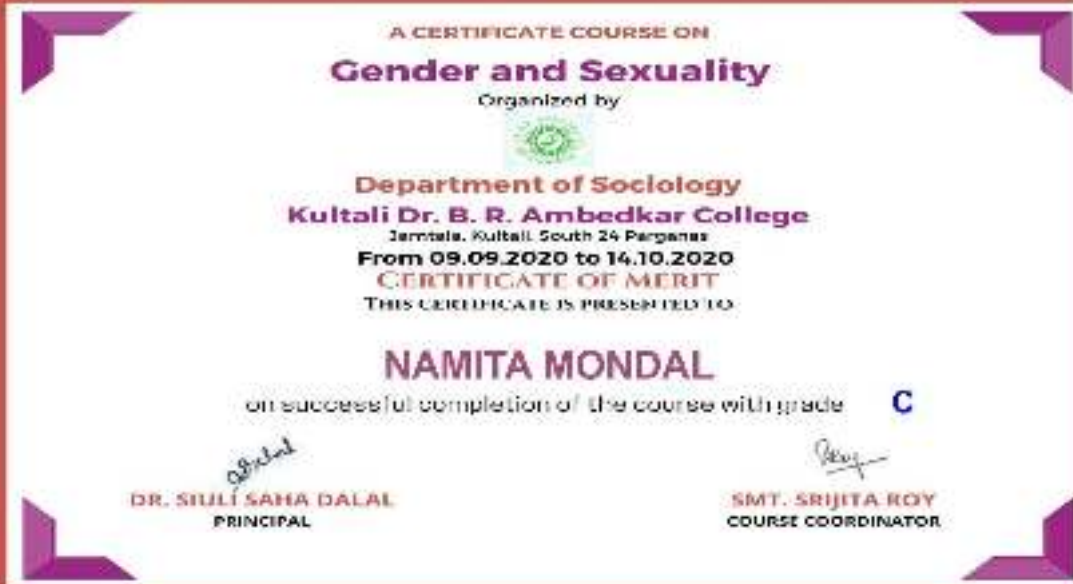 A CERTIFICATE COURSE ON
Gender and Sexuality
Organized by
Department of Sociology
Kultali Dr. B. R. Ambedkar College
Jamtala, Kultali, South 24 Parganas
From 09.09.2020 to 14.10.2020
CERTIFICATE OF MERIT
THIS CERTIFICATE IS PRESENTED TO
NAMITA MONDAL
on successful completion of the course with grade C
DR. SIULI SAHA DALAL
PRINCIPAL
SMT. SRIJITA ROY
COURSE COORDINATOR